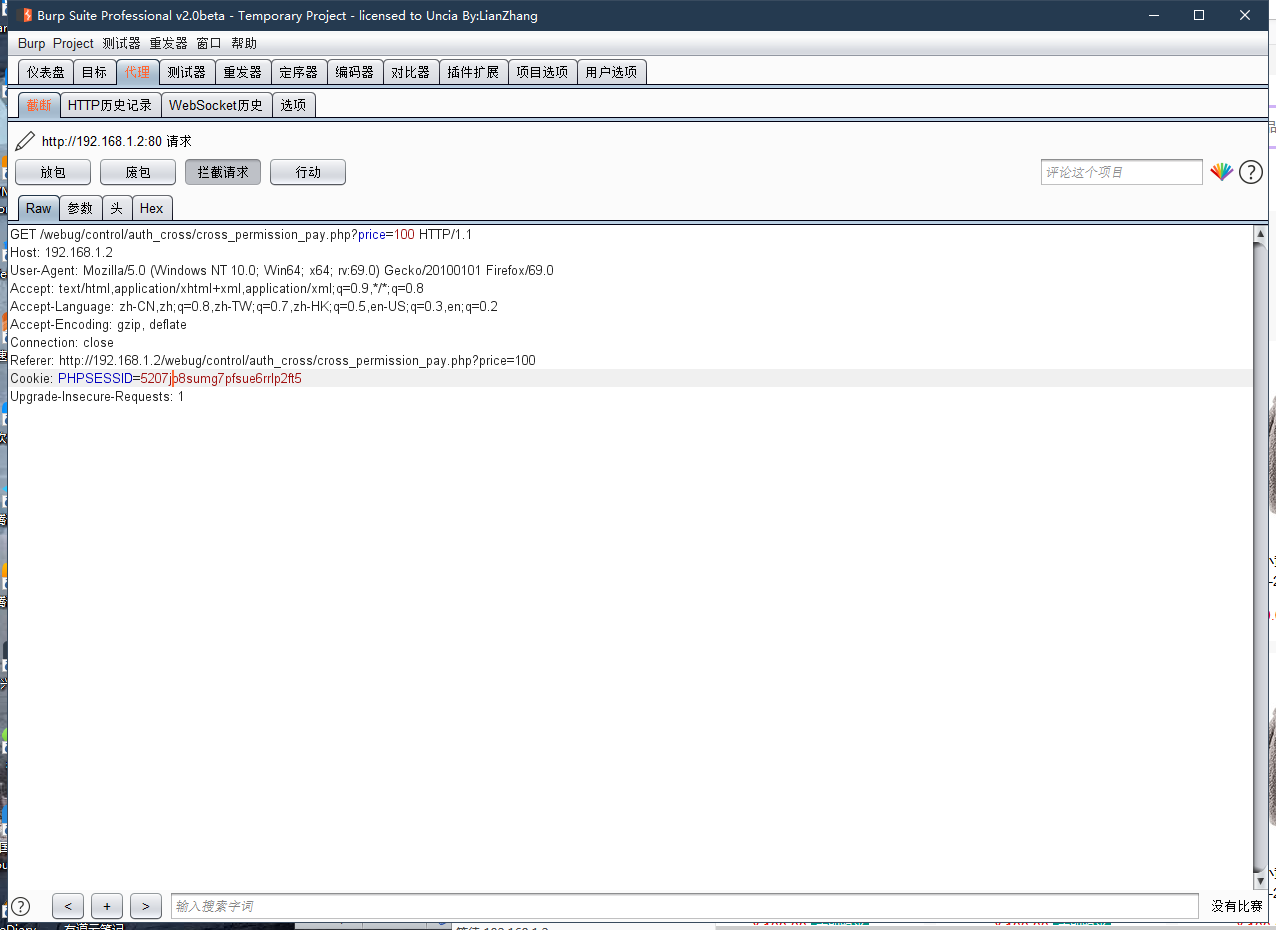 Burp Suite Professional v2.0beta - Temporary Project - licensed to Uncia By:LianZhang
Burp Project 测试器 重发器 窗口 帮助
仪表盘 目标 代理 测试器 重发器 定序器 编码器 对比器 插件扩展 项目选项 用户选项
截断 HTTP历史记录 WebSocket历史 选项
http://192.168.1.2:80 请求
放包 废包 拦截请求 行动 评论这个项目
Raw 参数 头 Hex
GET /webug/control/auth_cross/cross_permission_pay.php?price=100 HTTP/1.1
Host: 192.168.1.2
User-Agent: Mozilla/5.0 (Windows NT 10.0; Win64; x64; rv:69.0) Gecko/20100101 Firefox/69.0
Accept: text/html,application/xhtml+xml,application/xml;q=0.9,*/*;q=0.8
Accept-Language: zh-CN,zh;q=0.8,zh-TW;q=0.7,zh-HK;q=0.5,en-US;q=0.3,en;q=0.2
Accept-Encoding: gzip, deflate
Connection: close
Referer: http://192.168.1.2/webug/control/auth_cross/cross_permission_pay.php?price=100
Cookie: PHPSESSID=5207jb8sumg7pfsue6rrlp2ft5
Upgrade-Insecure-Requests: 1
? < + > 输入搜索字词 没有比赛